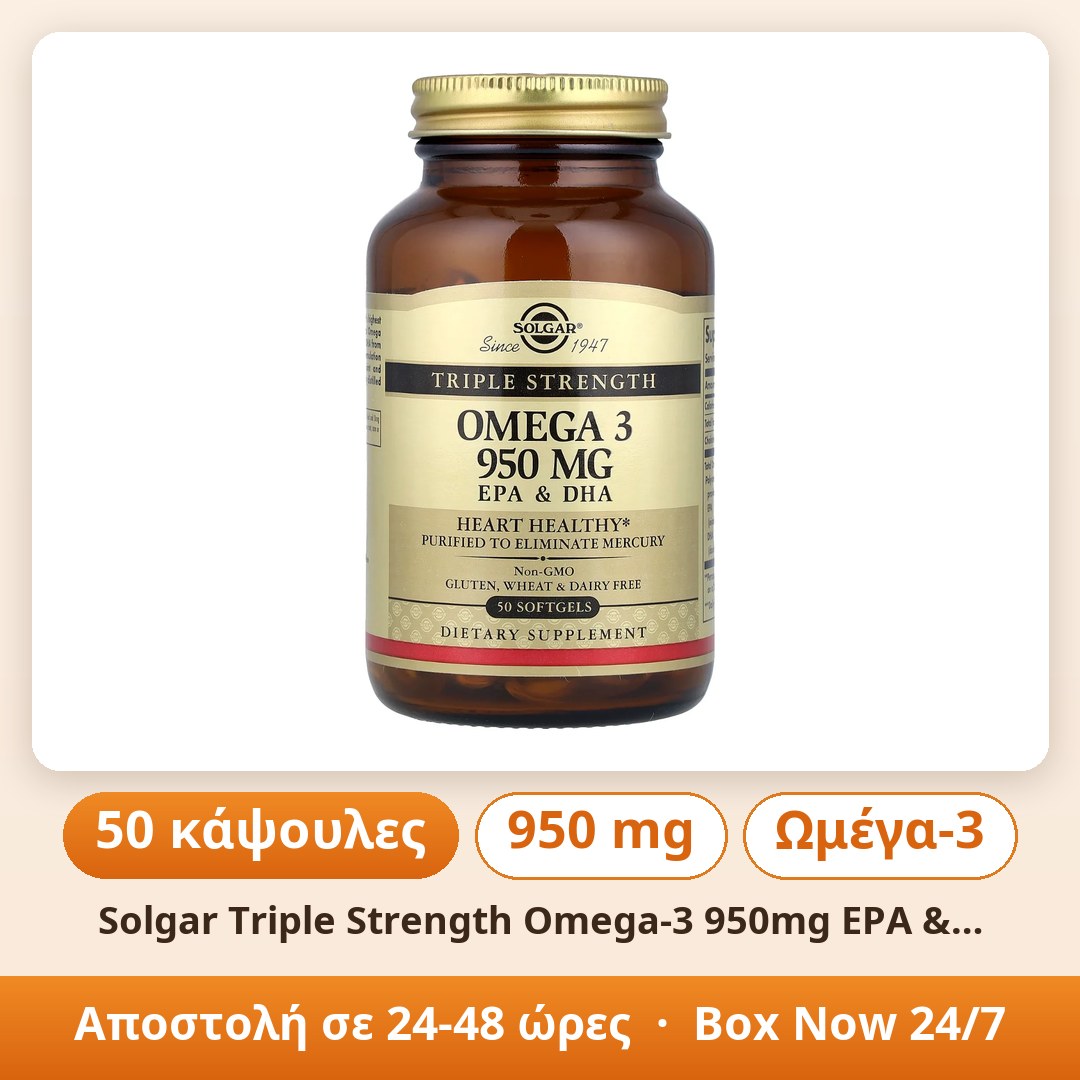 SOLGAR®
Since 1947
TRIPLE STRENGTH
OMEGA 3
950 MG
EPA & DHA
HEART HEALTHY*
PURIFIED TO ELIMINATE MERCURY
Non-GMO
GLUTEN, WHEAT & DAIRY FREE
50 SOFTGELS
DIETARY SUPPLEMENT
50 κάψουλες 950 mg Ωμέγα-3
Solgar Triple Strength Omega-3 950mg EPA &...
Αποστολή σε 24-48 ώρες · Box Now 24/7